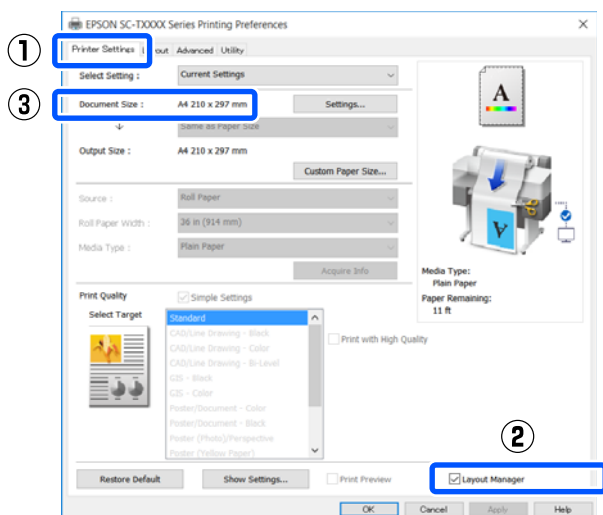 EPSON SC-TXXXX Series Printing Preferences
①
Printer Settings out Advanced Utility
Select Setting : Current Settings
③
Document Size : A4 210 x 297 mm Settings...
Same as Paper Size
Output Size : A4 210 x 297 mm
Custom Paper Size...
Source : Roll Paper
Roll Paper Width : 36 in (914 mm)
Media Type : Plain Paper
Acquire Info
A
A
Media Type:
Plain Paper
Paper Remaining:
11 ft
Print Quality Simple Settings
Select Target
Standard
CAD/Line Drawing - Black
CAD/Line Drawing - Color
CAD/Line Drawing - Bi-Level
GIS - Black
GIS - Color
Poster/Document - Color
Poster/Document - Black
Poster (Photo)/Perspective
Poster (Yellow Paper)
Print with High Quality
②
Restore Default Show Settings... Print Preview Layout Manager
OK Cancel Apply Help